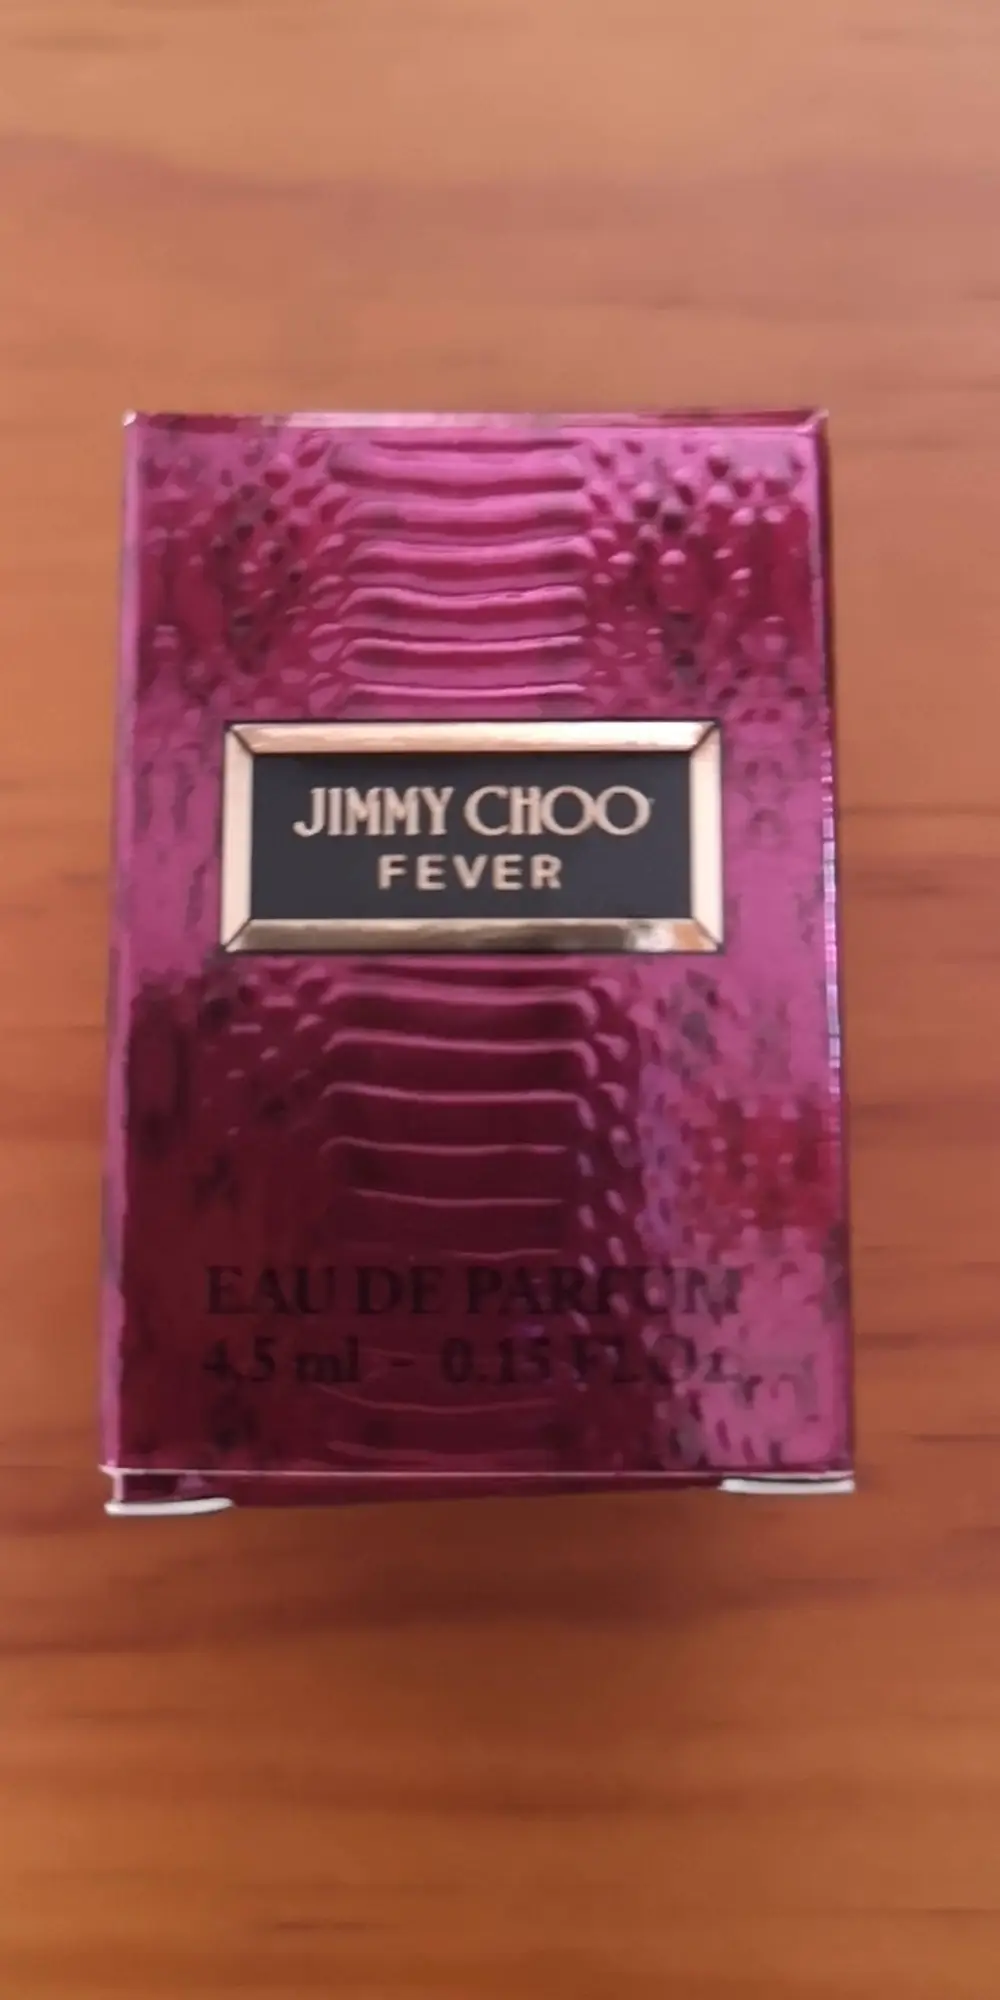 JIMMY CHOO
FEVER
EAU DE PARFUM
4.5 ml - 0.15 FL.Oz.